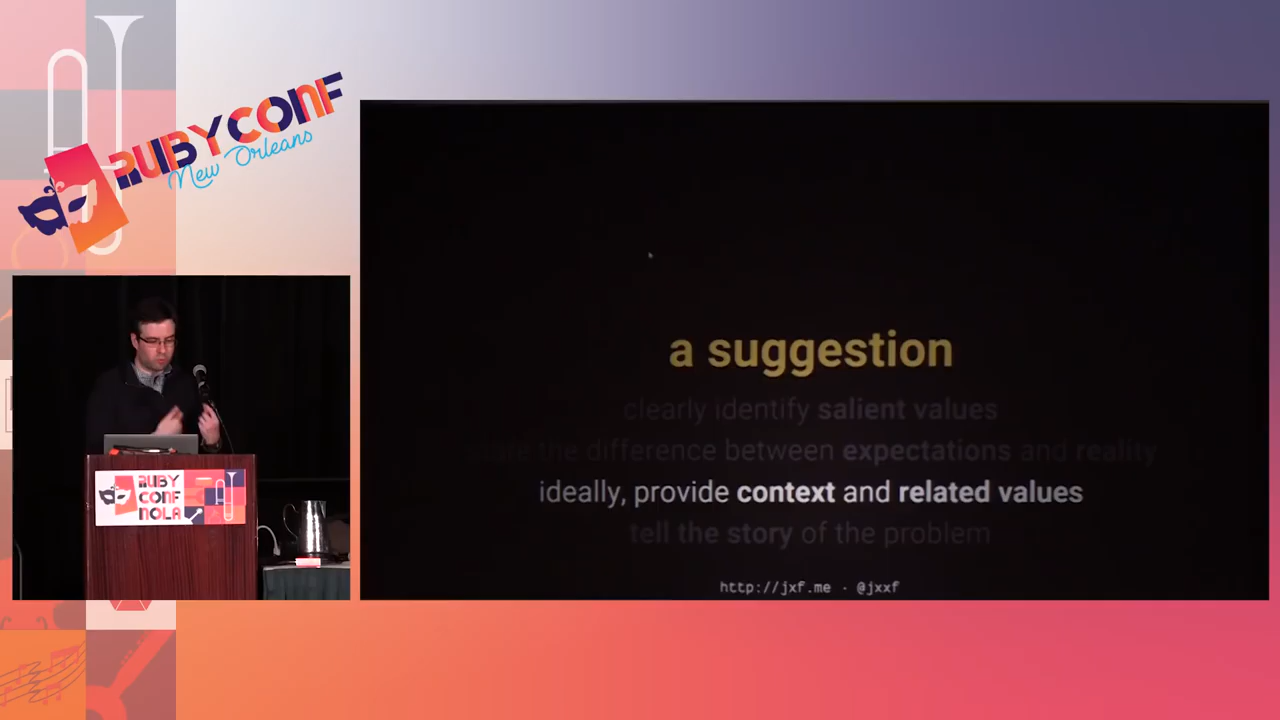 RUBYCONF
New Orleans
a suggestion
clearly identify salient values
the difference between expectations and reality
ideally, provide context and related values
tell the story of the problem
http://jxf.me · @jxxf
RUBY
CONF
NOLA